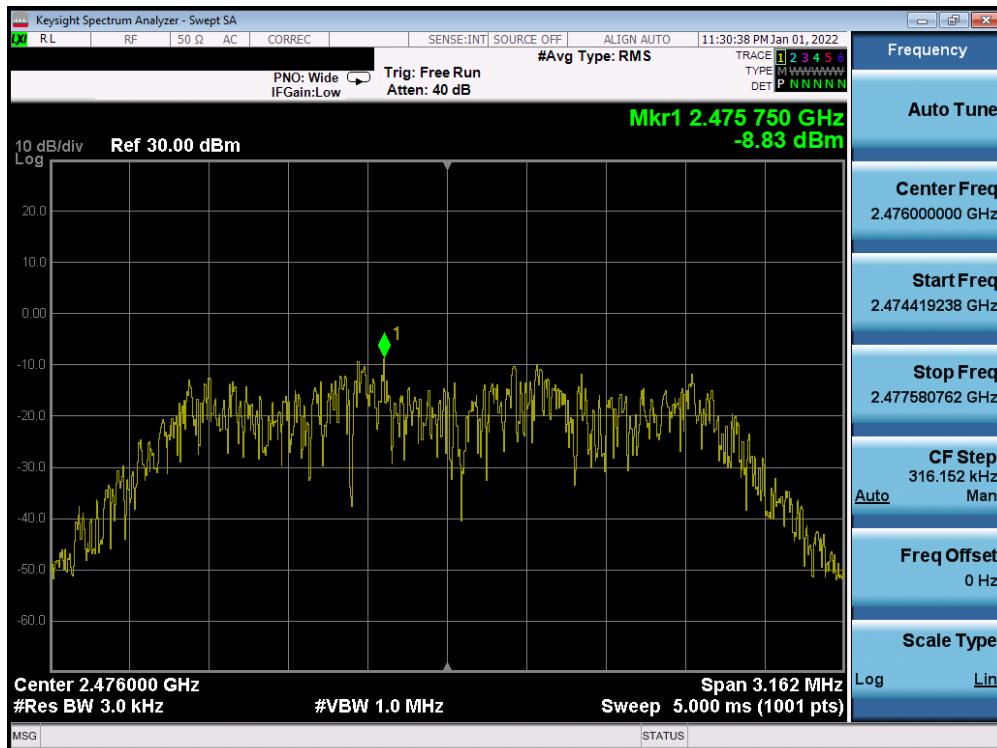 Keysight Spectrum Analyzer - Swept SA
LXI RL RF 50 Ω AC CORREC SENSE:INT SOURCE OFF ALIGN AUTO 11:30:38 PM Jan 01, 2022
#Avg Type: RMS
TRACE 1 2 3 4 5 6
PNO: Wide Trig: Free Run TYPE M WWWWW
IFGain:Low Atten: 40 dB DET P N N N N N
Mkr1 2.475 750 GHz
-8.83 dBm
10 dB/div Ref 30.00 dBm
Log
20.0
10.0
0.00
1
-10.0
-20.0
-30.0
-40.0
-50.0
-60.0
Center 2.476000 GHz Span 3.162 MHz
#Res BW 3.0 kHz #VBW 1.0 MHz Sweep 5.000 ms (1001 pts)
MSG STATUS
Frequency
Auto Tune
Center Freq
2.476000000 GHz
Start Freq
2.474419238 GHz
Stop Freq
2.477580762 GHz
CF Step
316.152 kHz
Auto Man
Freq Offset
0 Hz
Scale Type
Log Lin